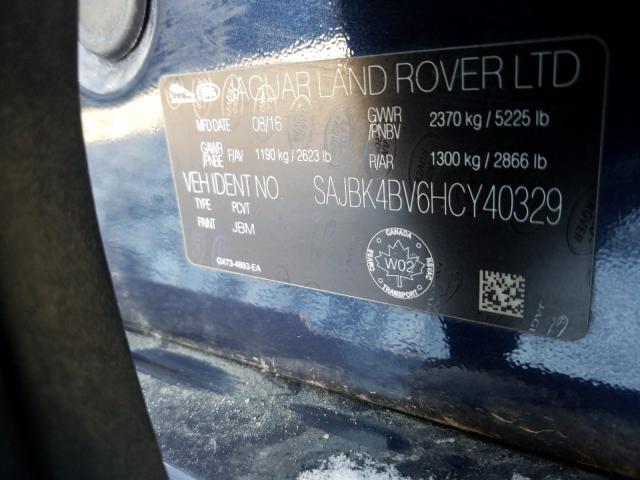 JAGUAR LAND ROVER LTD
MFD DATE 08/16 GVWR /PNBV 2370 kg / 5225 lb
GAWR /PNBE F/AV 1190 kg / 2623 lb R/AR 1300 kg / 2866 lb
VEH IDENT NO. SAJBK4BV6HCY40329
TYPE PCVT
PAINT JBM
GX73-4883-EA
CANADA
W02
TRANSPORT